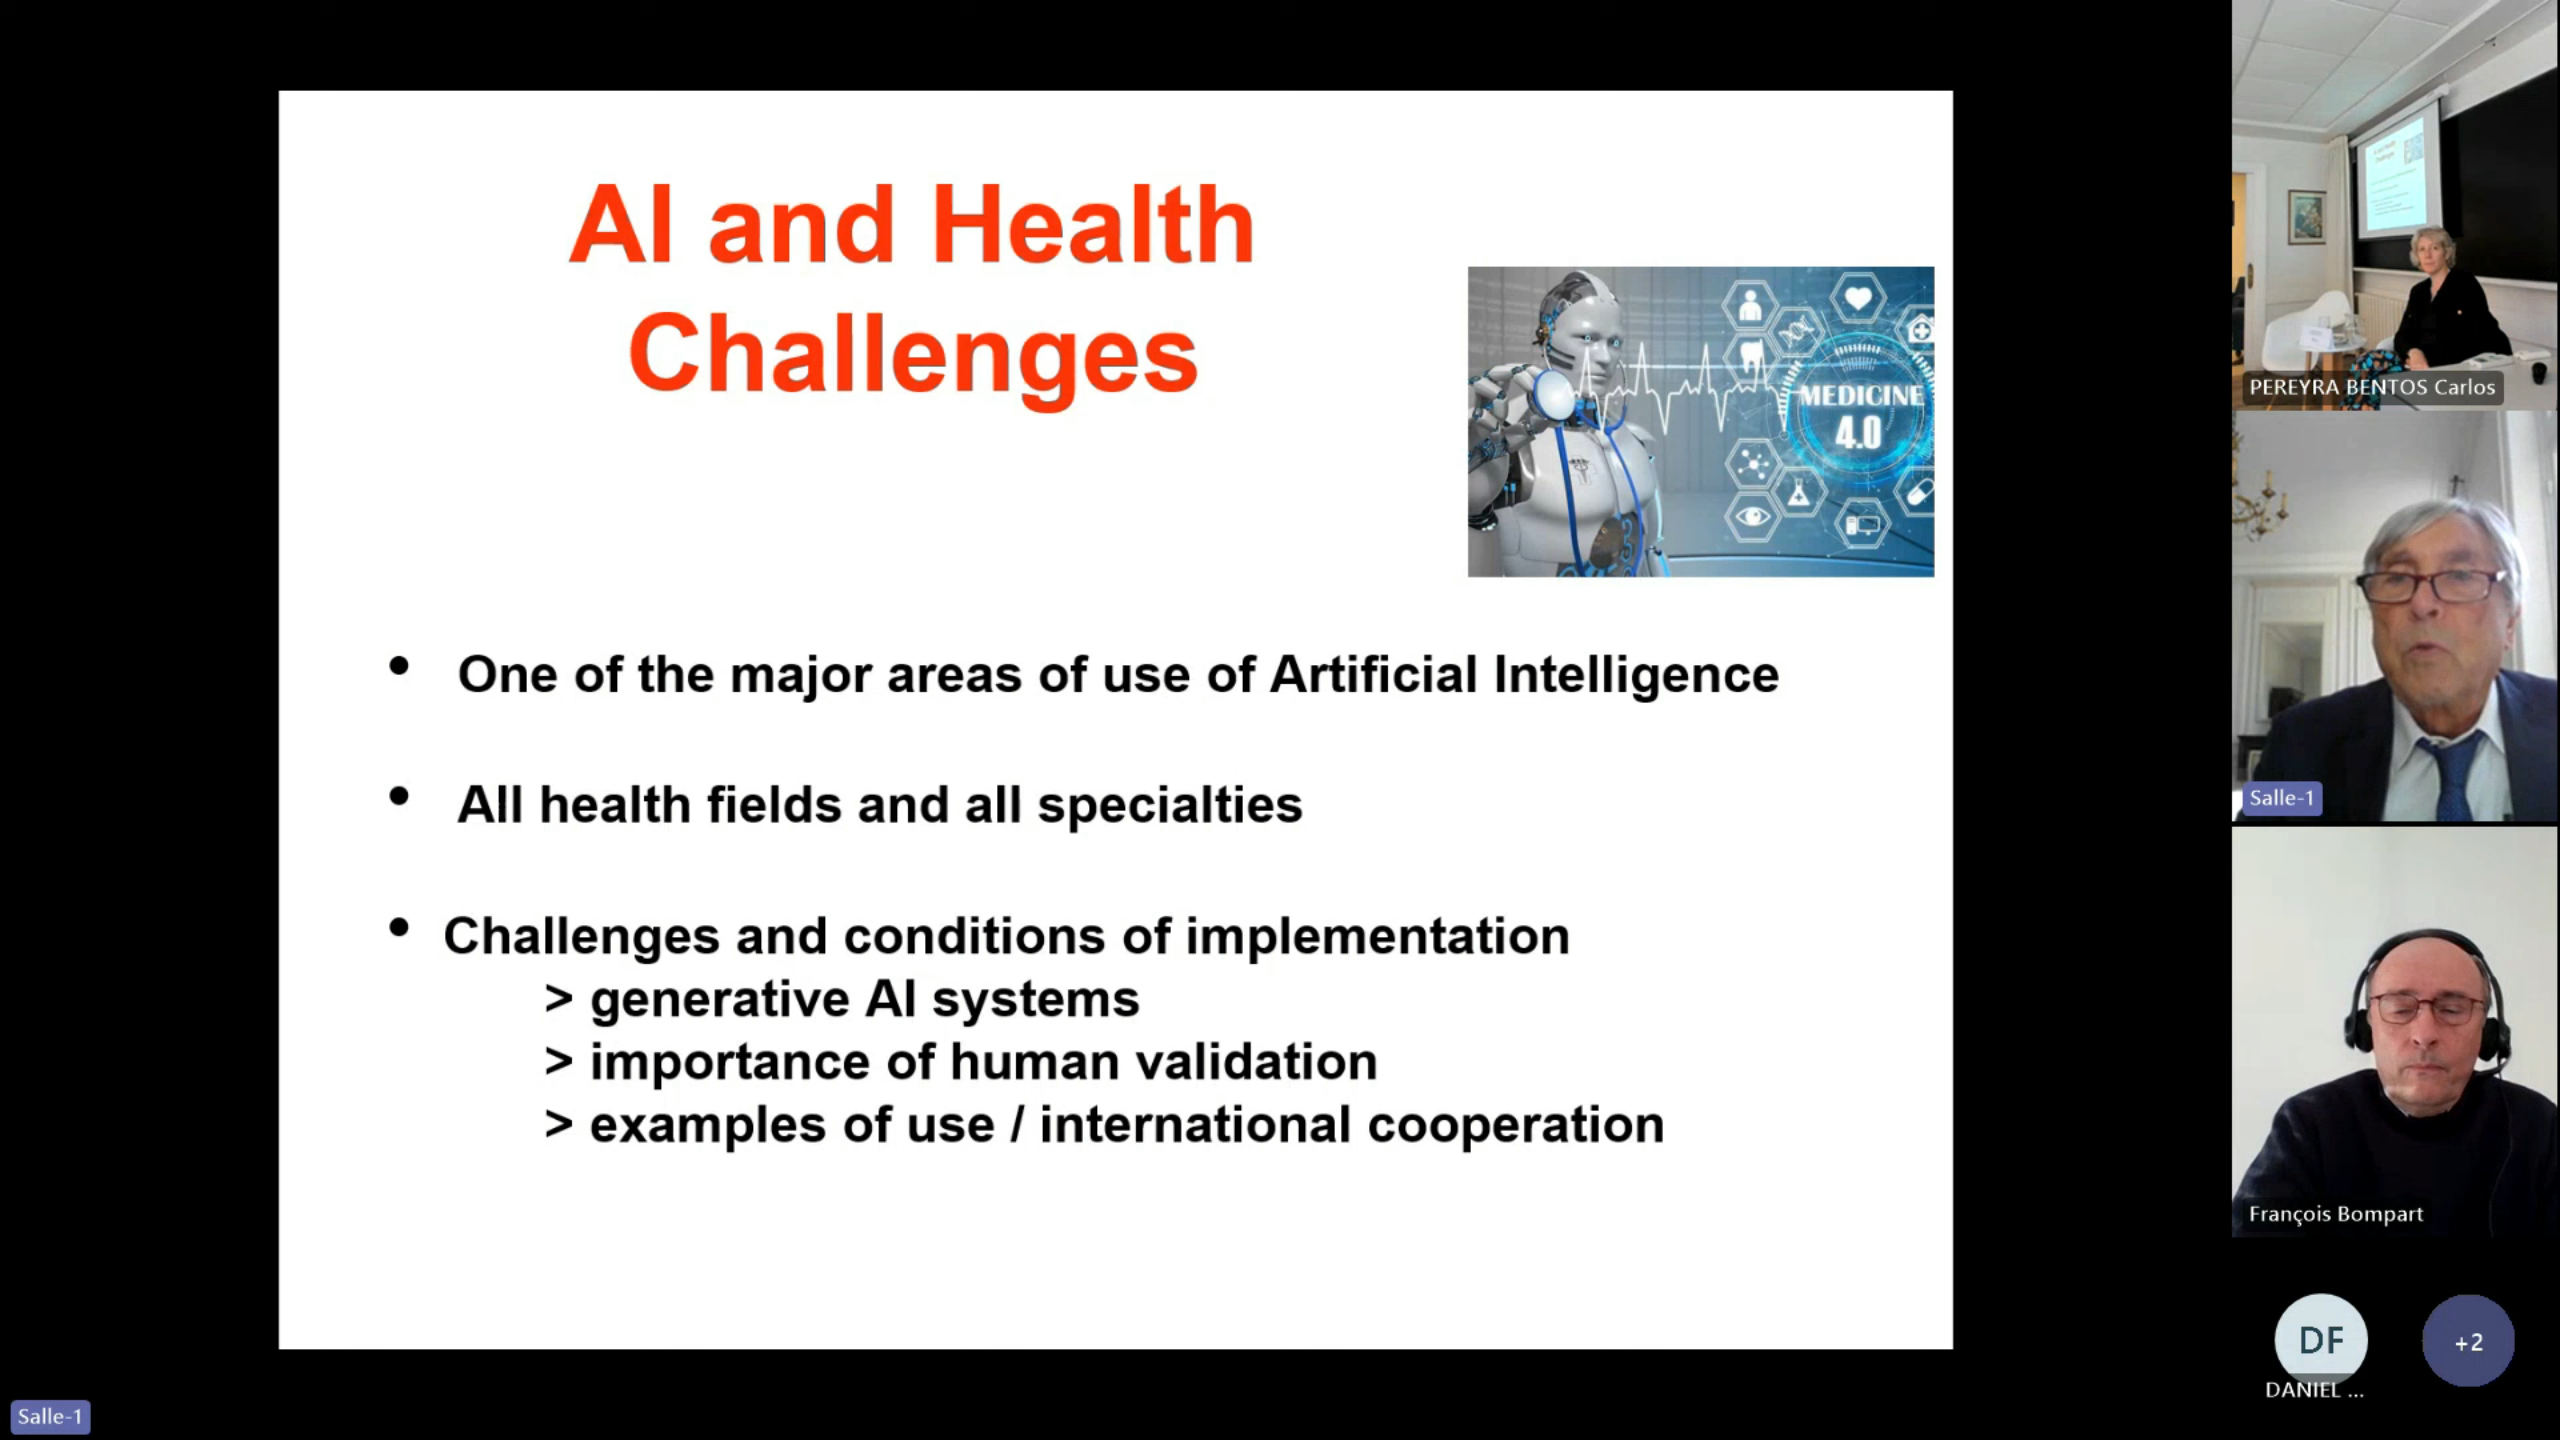 AI and Health
Challenges
MEDICINE
4.0
• One of the major areas of use of Artificial Intelligence
• All health fields and all specialties
• Challenges and conditions of implementation
> generative AI systems
> importance of human validation
> examples of use / international cooperation
Salle-1
PEREYRA BENTOS Carlos
Salle-1
François Bompart
DF
DANIEL ...
+2